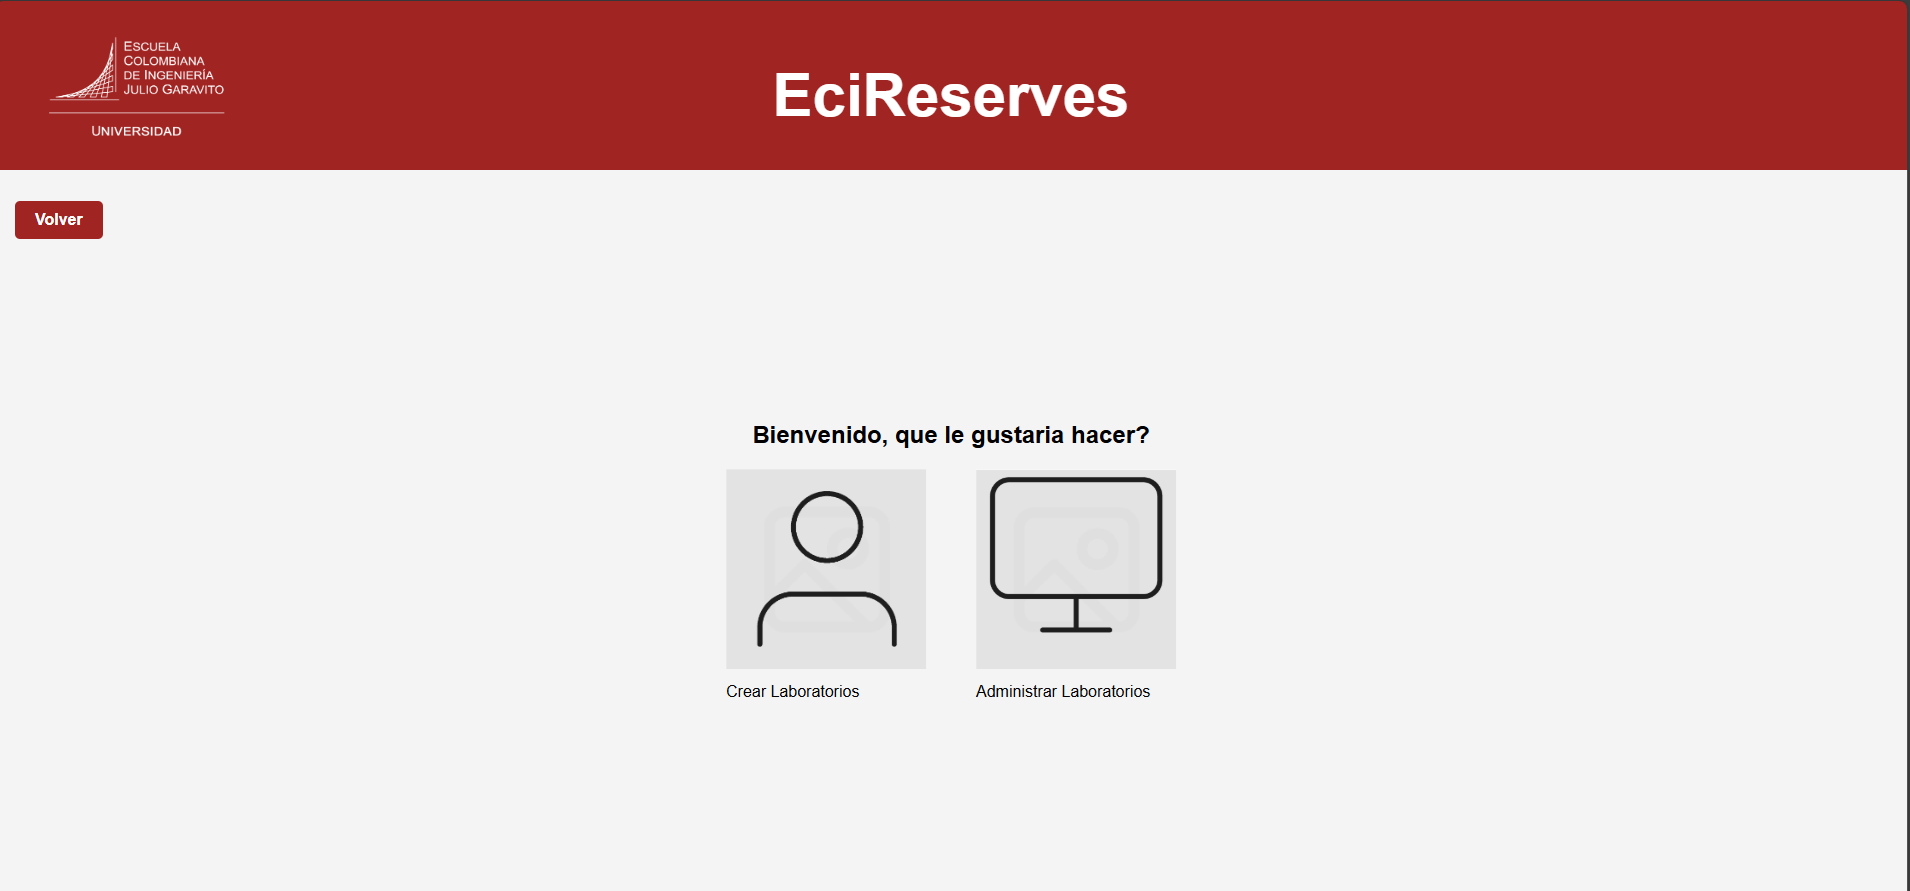 ESCUELA
COLOMBIANA
DE INGENIERÍA
JULIO GARAVITO
UNIVERSIDAD
EciReserves
Volver
Bienvenido, que le gustaria hacer?
Crear Laboratorios
Administrar Laboratorios